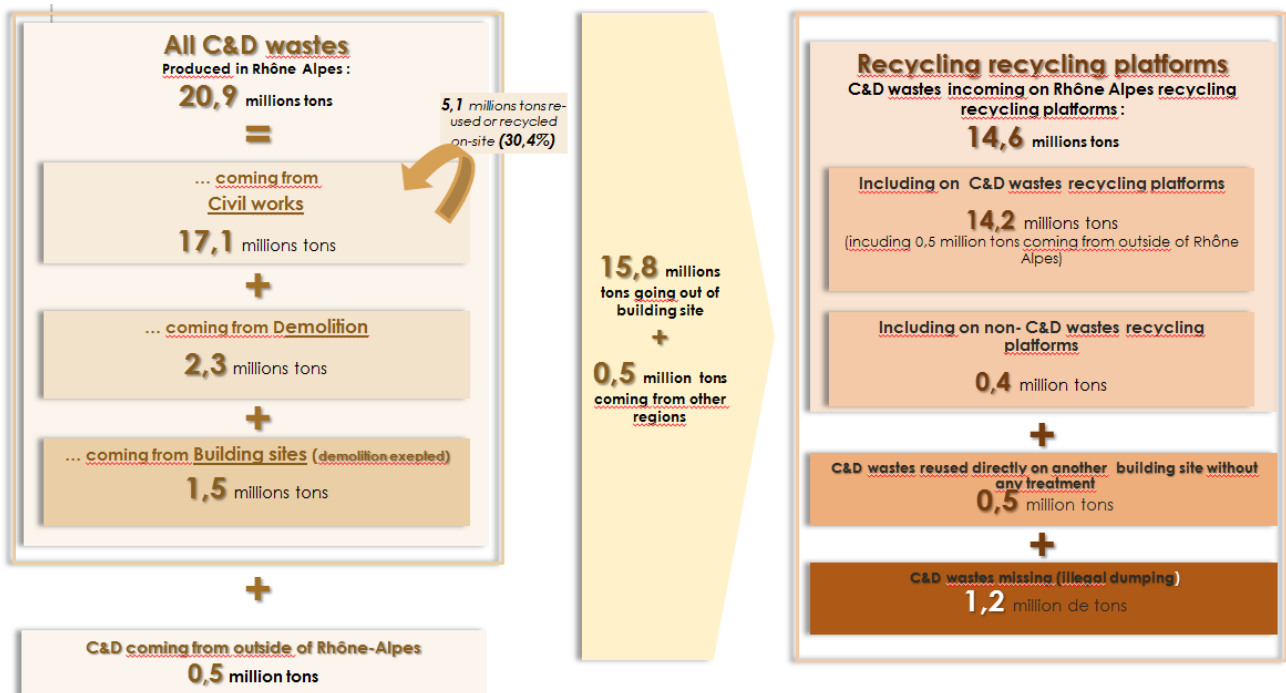 All C&D wastes
Produced in Rhône Alpes :
20,9 millions tons
=
5,1 millions tons re-
used or recycled
on-site (30,4%)
... coming from
Civil works
17,1 millions tons
+
... coming from Demolition
2,3 millions tons
+
... coming from Building sites (demolition exepted)
1,5 millions tons
+
C&D coming from outside of Rhône-Alpes
0,5 million tons
15,8 millions
tons going out of
building site
+
0,5 million tons
coming from other
regions
Recycling recycling platforms
C&D wastes incoming on Rhône Alpes recycling
recycling platforms :
14,6 millions tons
Including on C&D wastes recycling platforms
14,2 millions tons
(incuding 0,5 million tons coming from outside of Rhône
Alpes)
Including on non- C&D wastes recycling
platforms
0,4 million tons
+
C&D wastes reused directly on another building site without
any treatment
0,5 million tons
+
C&D wastes missing (illegal dumping)
1,2 million de tons